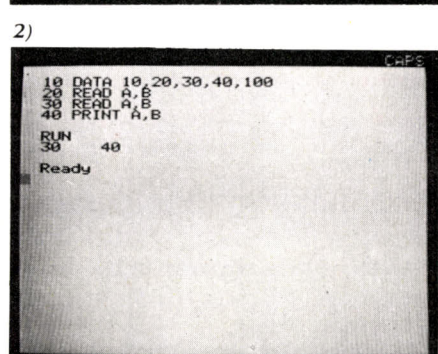 2)
CAPS
10 DATA 10,20,30,40,100
20 READ A,B
30 READ A,B
40 PRINT A,B
RUN
30 40
Ready